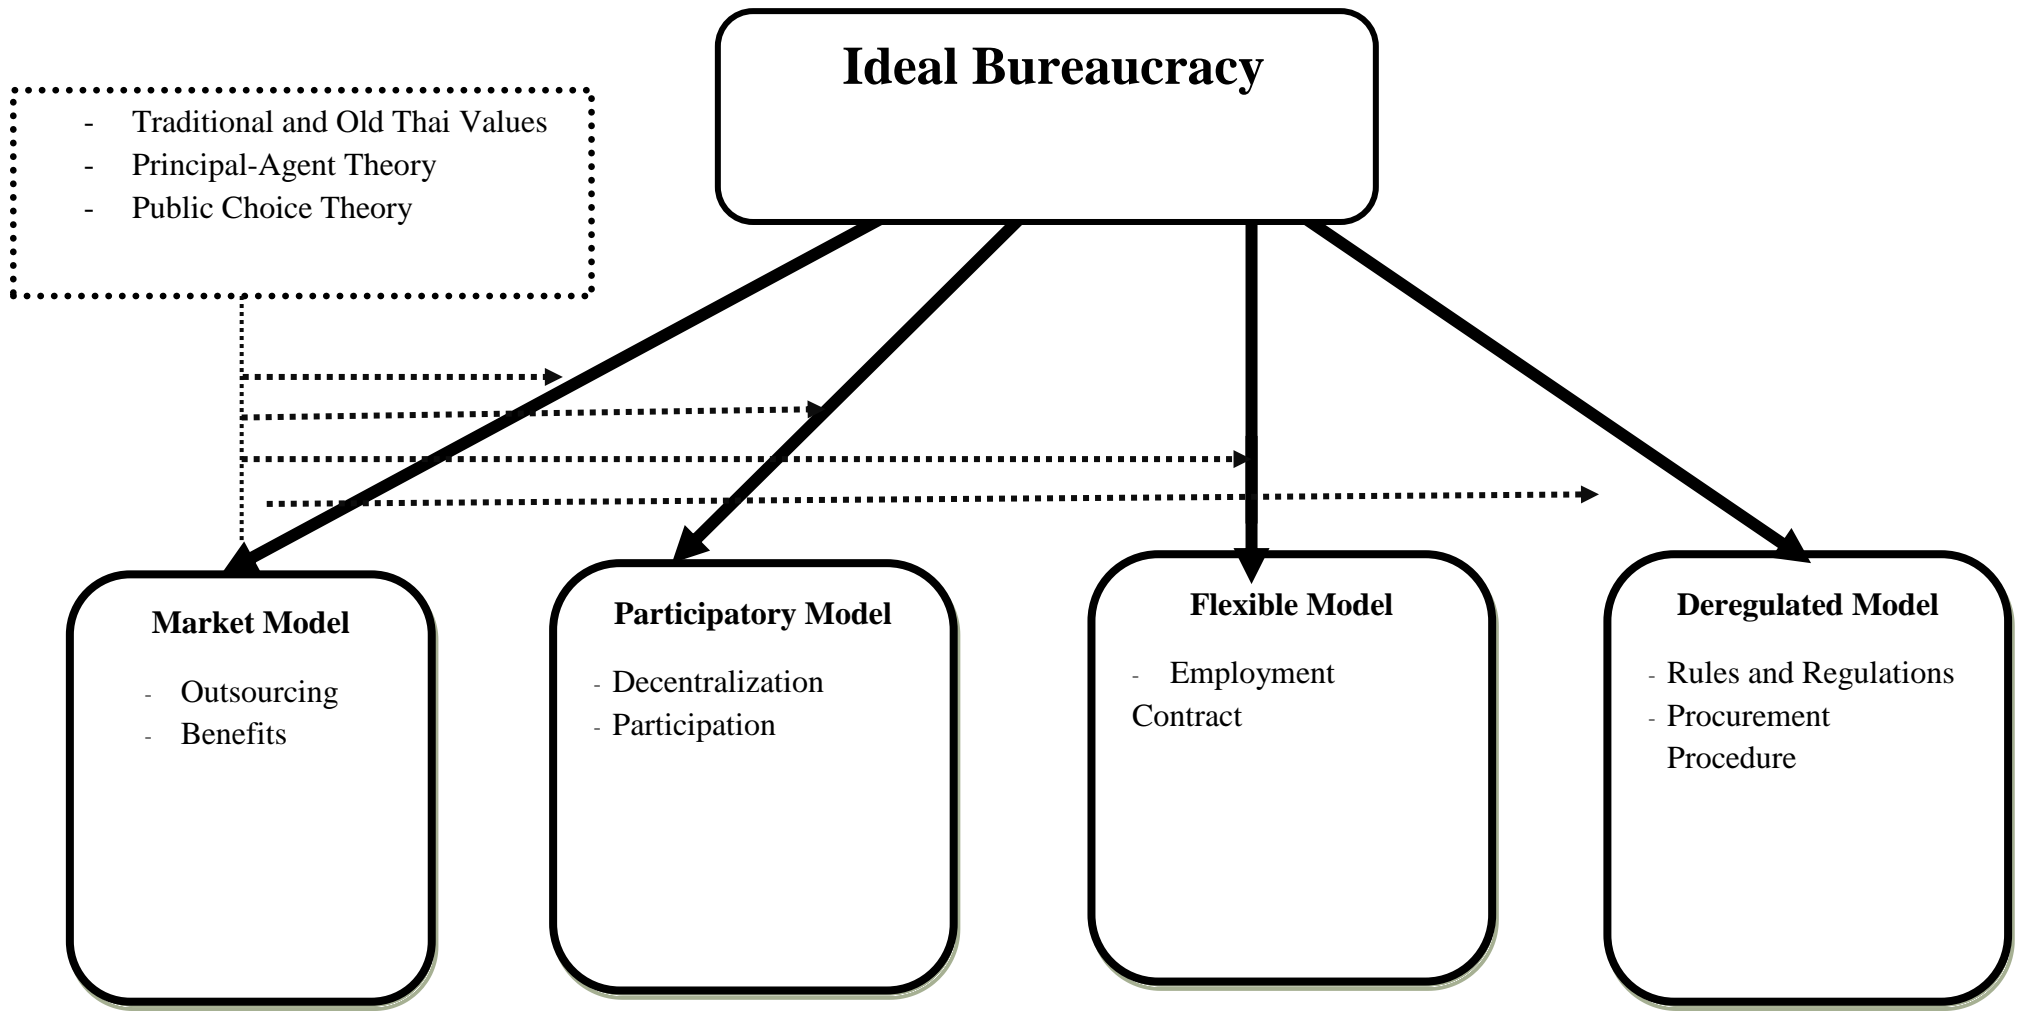 Ideal Bureaucracy
- Traditional and Old Thai Values
- Principal-Agent Theory
- Public Choice Theory
Market Model
- Outsourcing
- Benefits
Participatory Model
- Decentralization
- Participation
Flexible Model
- Employment
Contract
Deregulated Model
- Rules and Regulations
- Procurement
Procedure